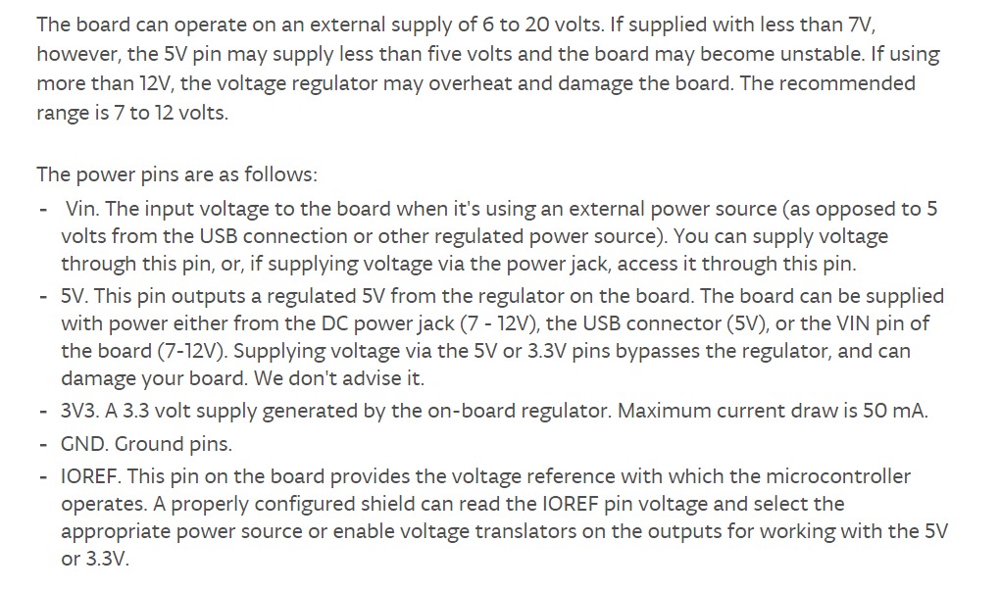 The board can operate on an external supply of 6 to 20 volts. If supplied with less than 7V,
however, the 5V pin may supply less than five volts and the board may become unstable. If using
more than 12V, the voltage regulator may overheat and damage the board. The recommended
range is 7 to 12 volts.
The power pins are as follows:
- Vin. The input voltage to the board when it's using an external power source (as opposed to 5
volts from the USB connection or other regulated power source). You can supply voltage
through this pin, or, if supplying voltage via the power jack, access it through this pin.
- 5V. This pin outputs a regulated 5V from the regulator on the board. The board can be supplied
with power either from the DC power jack (7 - 12V), the USB connector (5V), or the VIN pin of
the board (7-12V). Supplying voltage via the 5V or 3.3V pins bypasses the regulator, and can
damage your board. We don't advise it.
- 3V3. A 3.3 volt supply generated by the on-board regulator. Maximum current draw is 50 mA.
- GND. Ground pins.
- IOREF. This pin on the board provides the voltage reference with which the microcontroller
operates. A properly configured shield can read the IOREF pin voltage and select the
appropriate power source or enable voltage translators on the outputs for working with the 5V
or 3.3V.